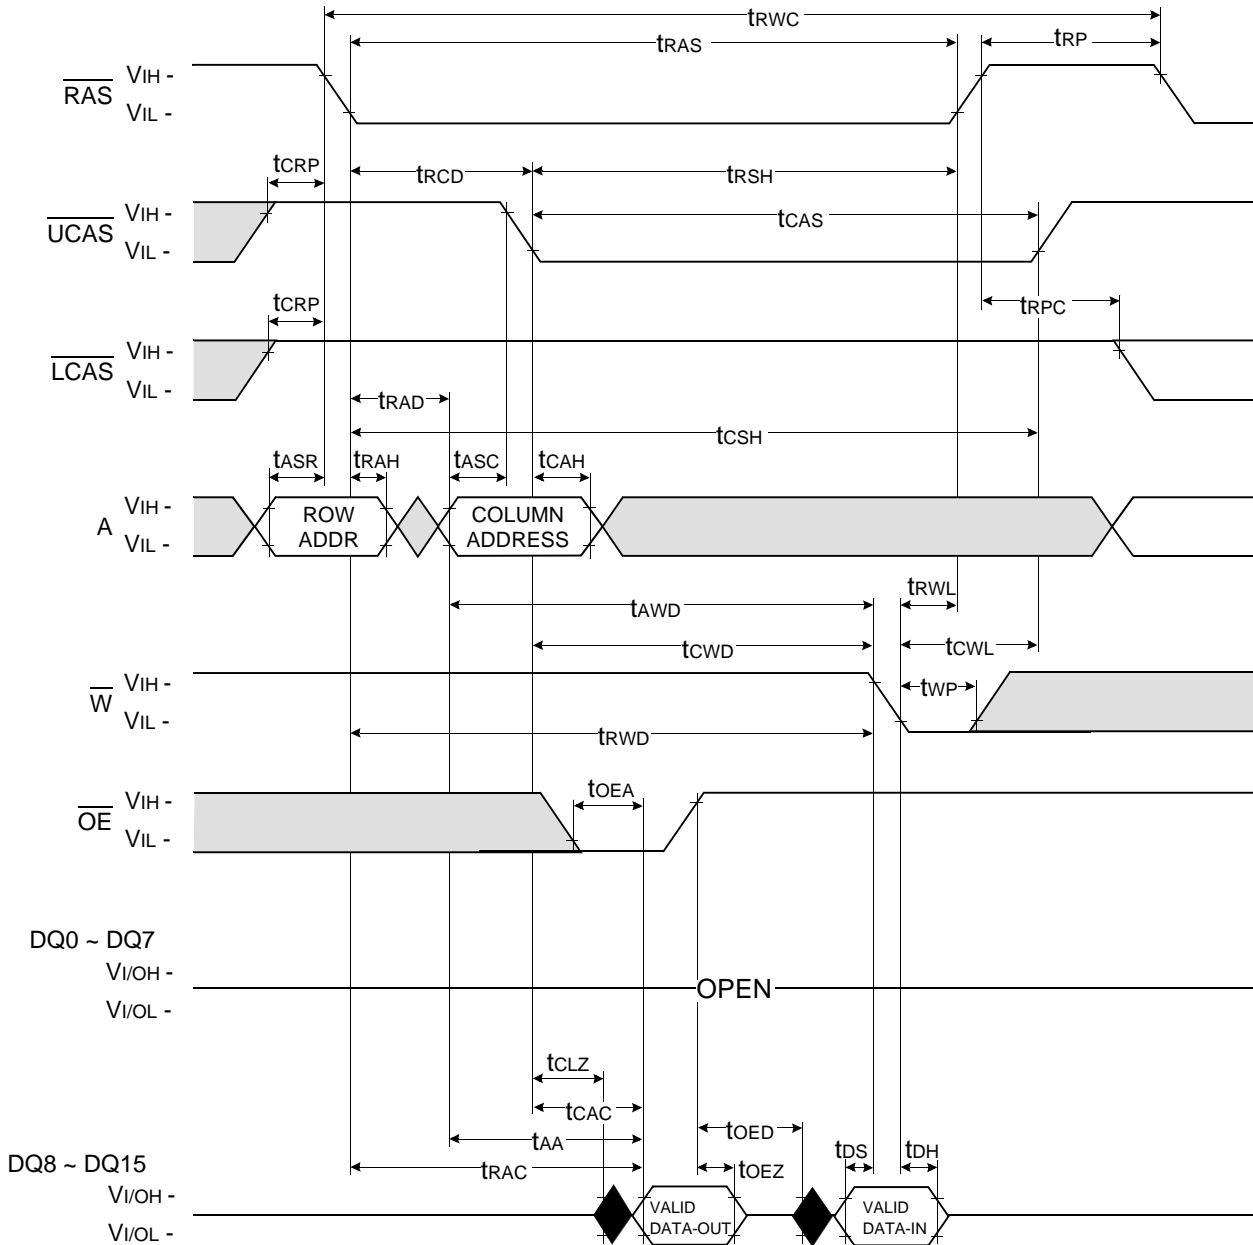 tRWC
tRAS
tRP
RAS
VIH -
VIL -
tCRP
tRCD
tRSH
UCAS
VIH -
VIL -
tCAS
tCRP
tRPC
LCAS
VIH -
VIL -
tRAD
tCSH
tASR
tRAH
tASC
tCAH
A
VIH -
VIL -
ROW
ADDR
COLUMN
ADDRESS
tRWL
tAWD
tCWD
tCWL
W
VIH -
VIL -
tWP
tRWD
OE
VIH -
VIL -
tOEA
DQ0 ~ DQ7
VI/OH -
VI/OL -
OPEN
tCLZ
tCAC
tAA
tOED
tRAC
tOEZ
tDS
tDH
DQ8 ~ DQ15
VI/OH -
VI/OL -
VALID
DATA-OUT
VALID
DATA-IN